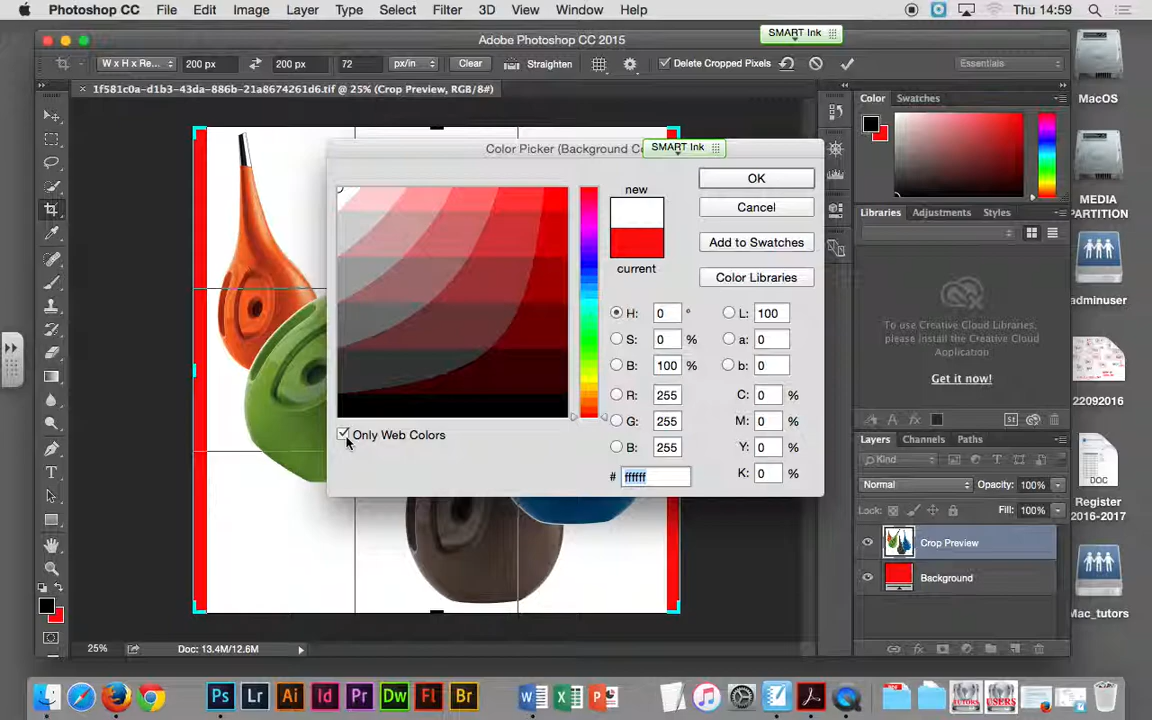 Photoshop CC File Edit Image Layer Type Select Filter 3D View Window Help Thu 14:59
SMART Ink
Adobe Photoshop CC 2015
W x H x Re... 200 px 200 px 72 px/in Clear Straighten Delete Cropped Pixels Essentials
1f581c0a-d1b3-43da-886b-21a8674261d6.tif @ 25% (Crop Preview, RGB/8#)
Color Picker (Background Co
SMART Ink
new
current
OK
Cancel
Add to Swatches
Color Libraries
H: 0 °
S: 0 %
B: 100 %
R: 255
G: 255
B: 255
# ffffff
L: 100
a: 0
b: 0
C: 0 %
M: 0 %
Y: 0 %
K: 0 %
Only Web Colors
Color Swatches
Libraries Adjustments Styles
To use Creative Cloud Libraries,
please install the Creative Cloud
Application
Get it now!
St
Layers Channels Paths
Kind
Normal Opacity: 100%
Lock: Fill: 100%
Crop Preview
Background
25% Doc: 13.4M/12.6M
MacOS
MEDIA
PARTITION
adminuser
22092016
DOC
Register
2016-2017
Mac_tutors
Ps Lr Ai Id Pr Dw Fl Br W X P
TUTORS USERS